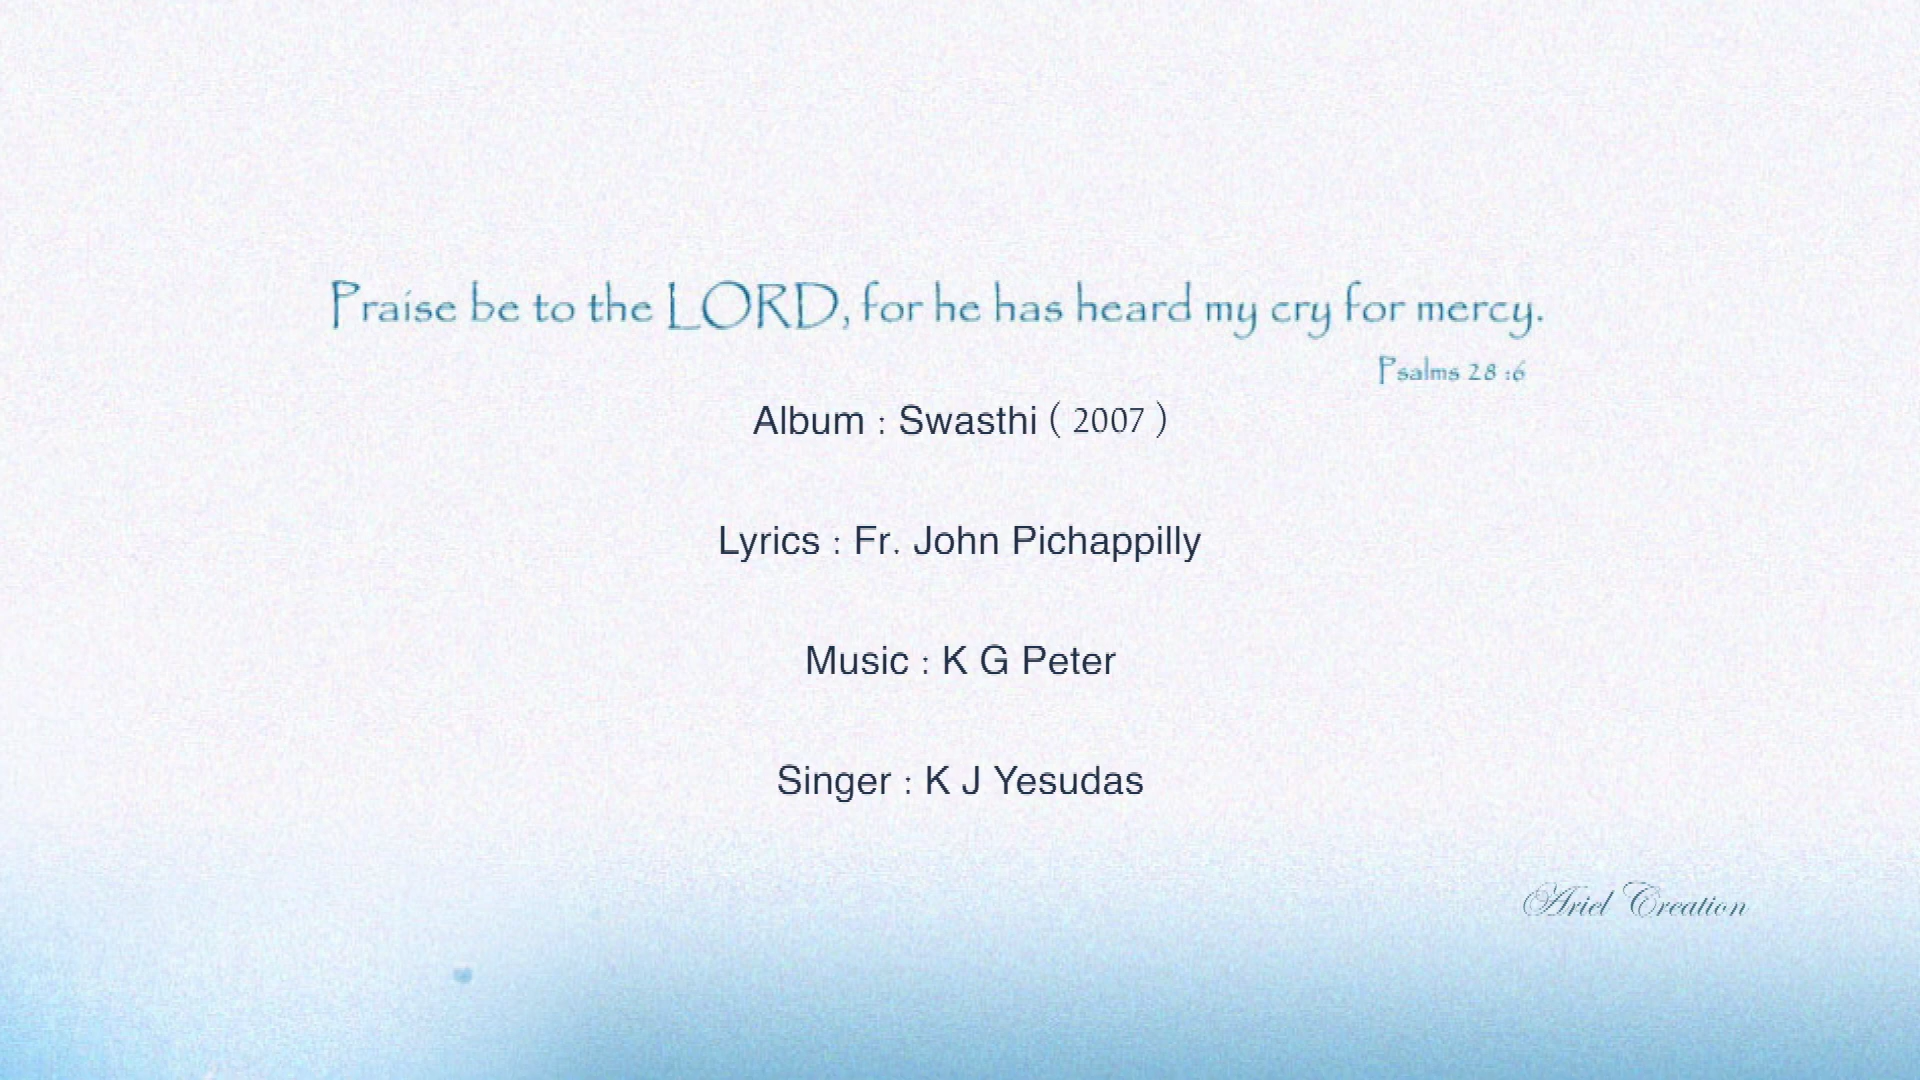 Praise be to the LORD, for he has heard my cry for mercy.
Psalms 28 :6
Album : Swasthi ( 2007 )
Lyrics : Fr. John Pichappilly
Music : K G Peter
Singer : K J Yesudas
Ariel Creation